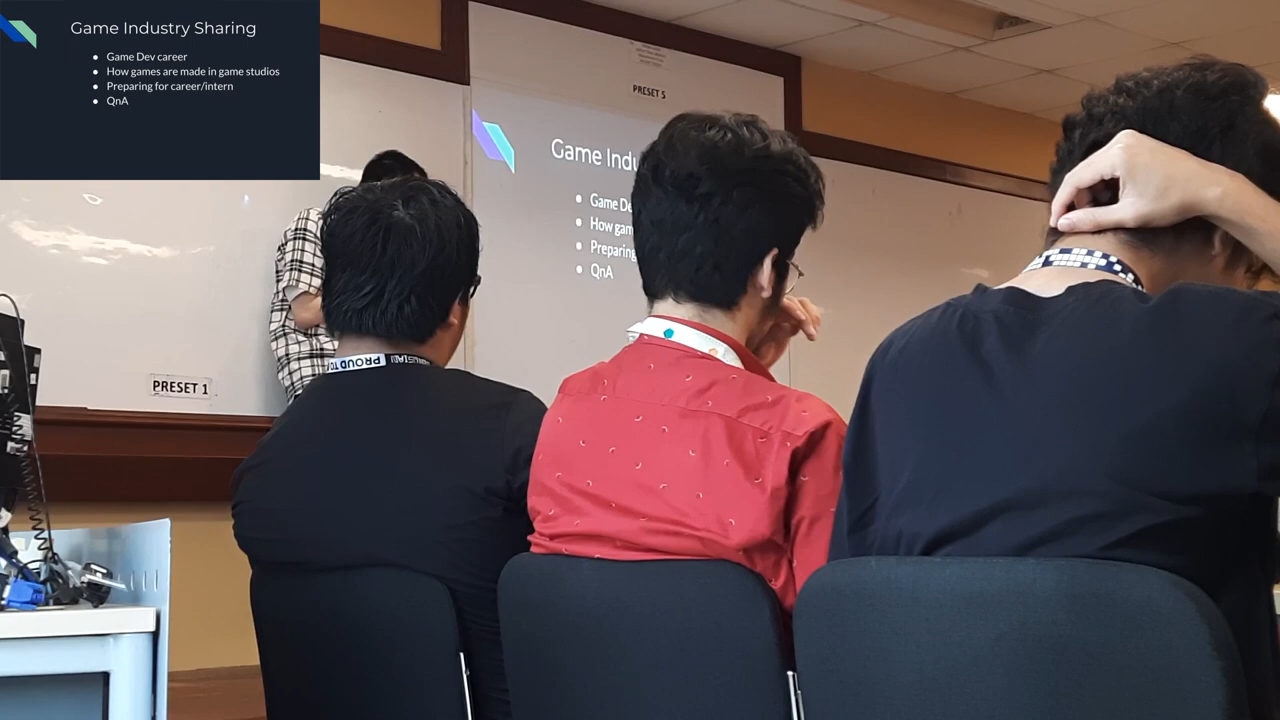 Game Industry Sharing
Game Dev career
How games are made in game studios
Preparing for career/intern
QnA
PRESET 5
Game Indu
Game De
How gam
Preparing
QnA
PRESET 1
PROUD TO